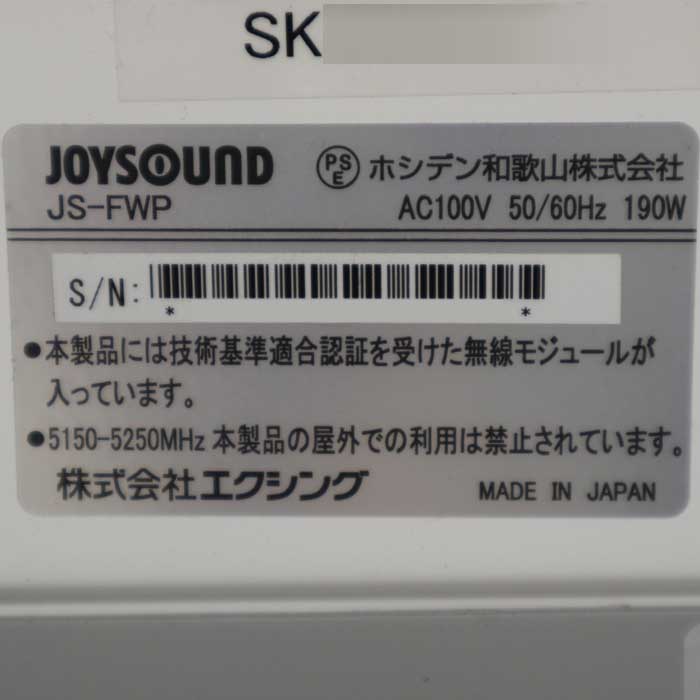 SK
JOYSOUND PSE ホシデン和歌山株式会社
JS-FWP AC100V 50/60Hz 190W
S/N:
* *
●本製品には技術基準適合認証を受けた無線モジュールが
入っています。
●5150-5250MHz 本製品の屋外での利用は禁止されています。
株式会社エクシング MADE IN JAPAN